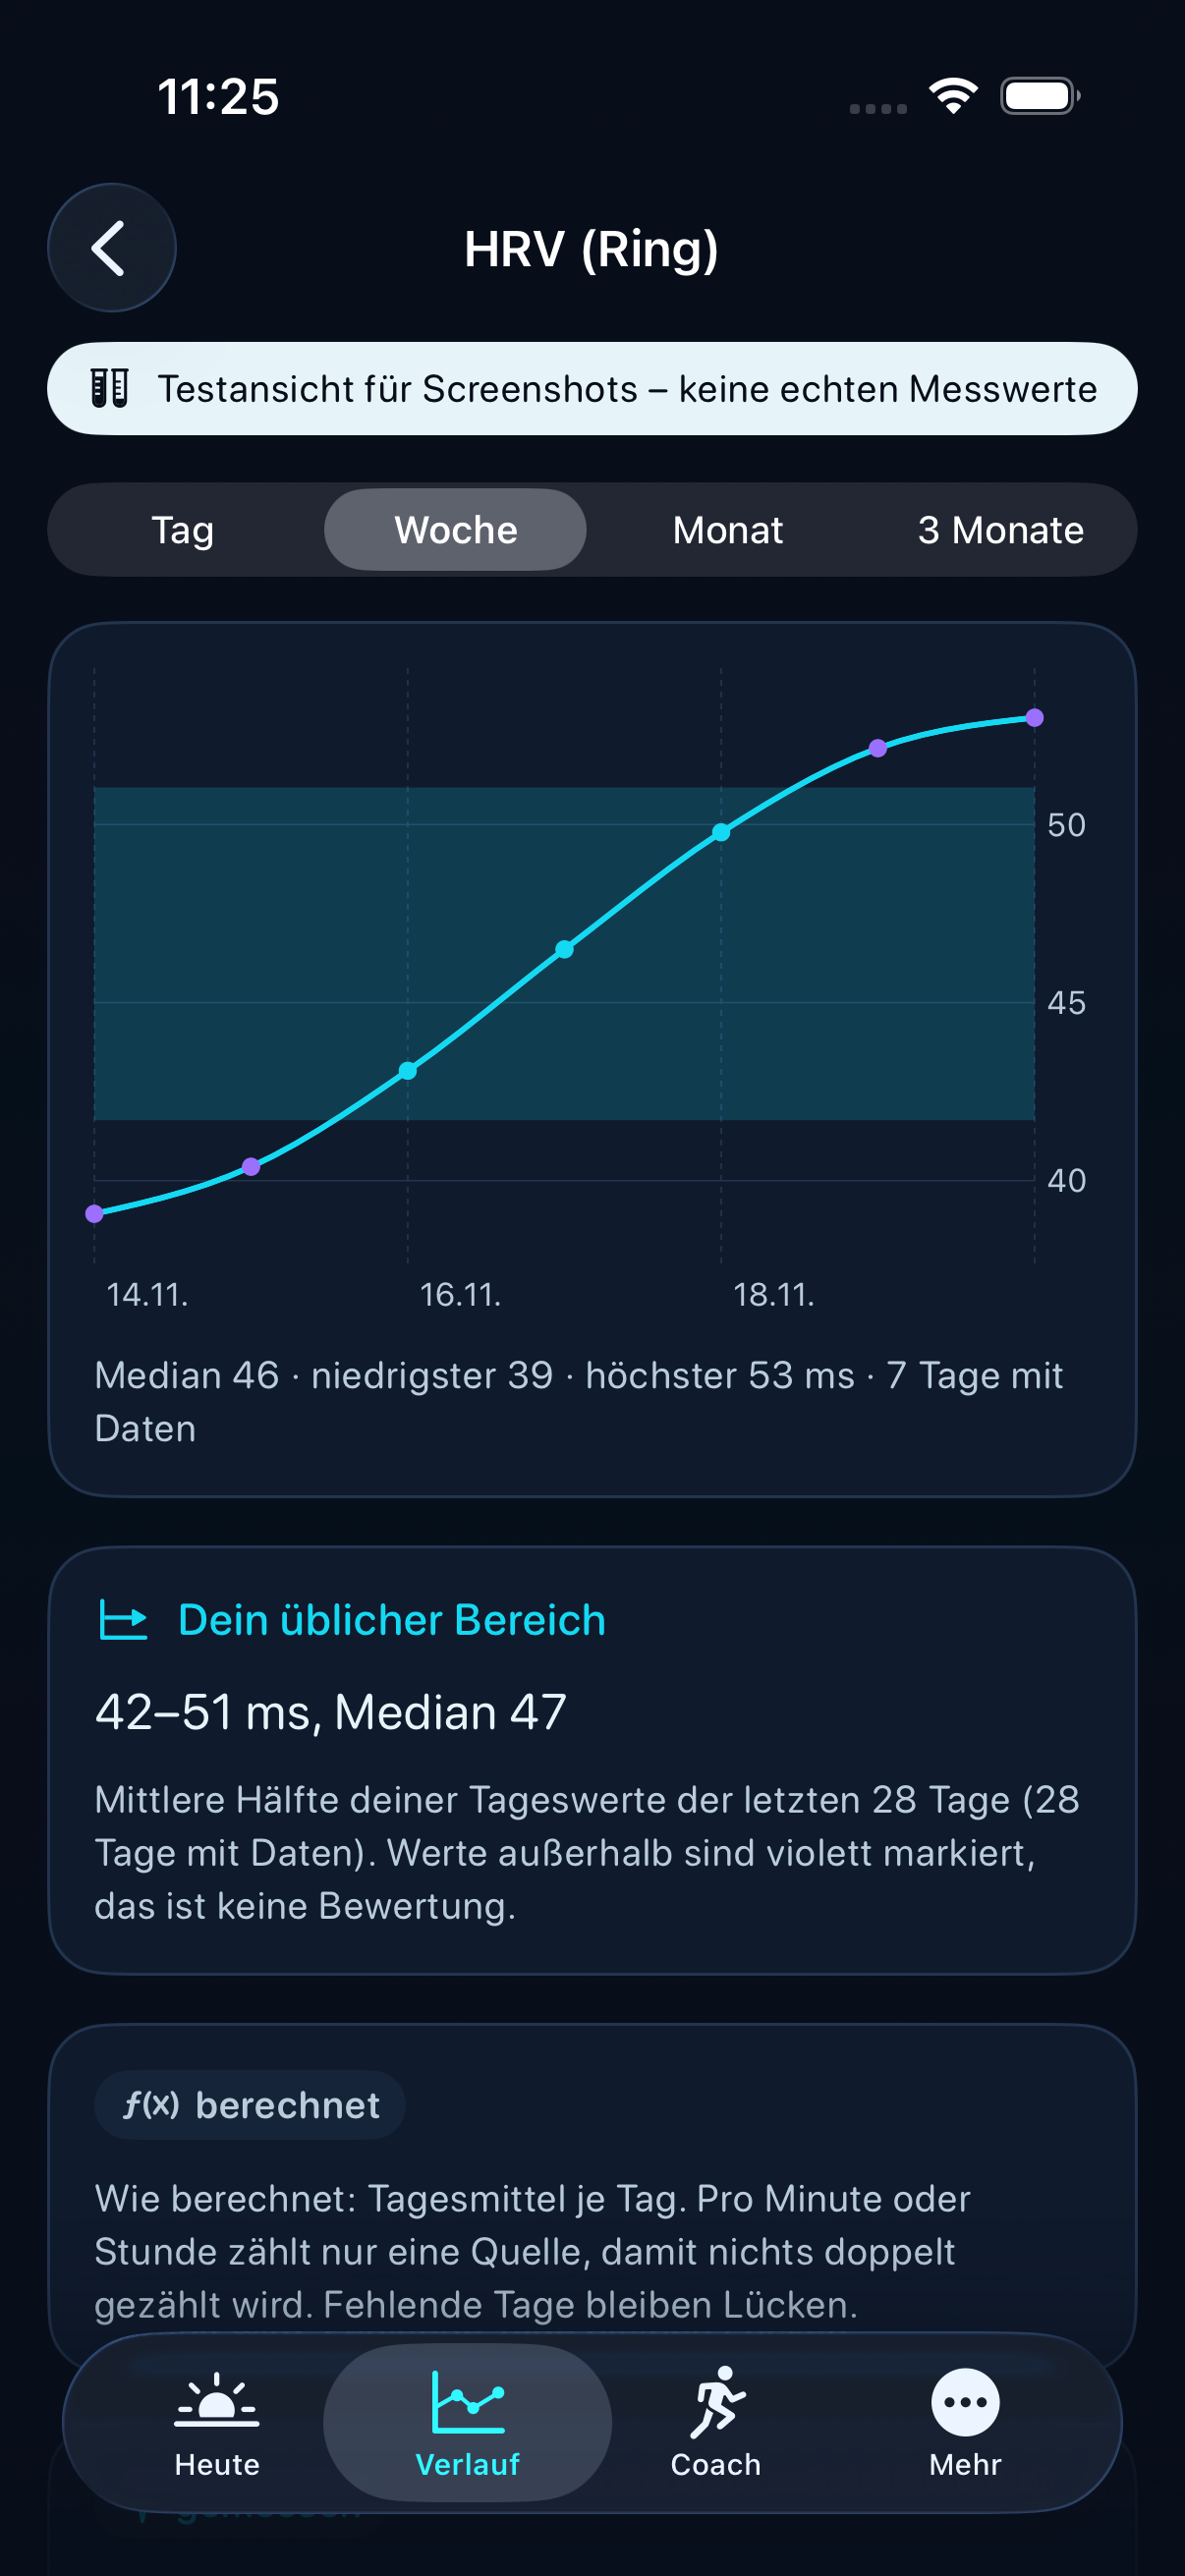 11:25
HRV (Ring)
Testansicht für Screenshots – keine echten Messwerte
Tag Woche Monat 3 Monate
50
45
40
14.11. 16.11. 18.11.
Median 46 · niedrigster 39 · höchster 53 ms · 7 Tage mit
Daten
Dein üblicher Bereich
42–51 ms, Median 47
Mittlere Hälfte deiner Tageswerte der letzten 28 Tage (28
Tage mit Daten). Werte außerhalb sind violett markiert,
das ist keine Bewertung.
f(x) berechnet
Wie berechnet: Tagesmittel je Tag. Pro Minute oder
Stunde zählt nur eine Quelle, damit nichts doppelt
gezählt wird. Fehlende Tage bleiben Lücken.
Heute Verlauf Coach Mehr